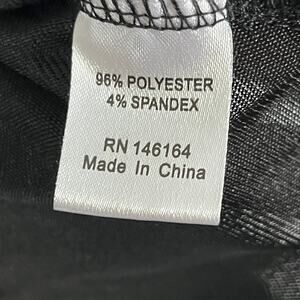 96% POLYESTER
4% SPANDEX
RN 146164
Made In China